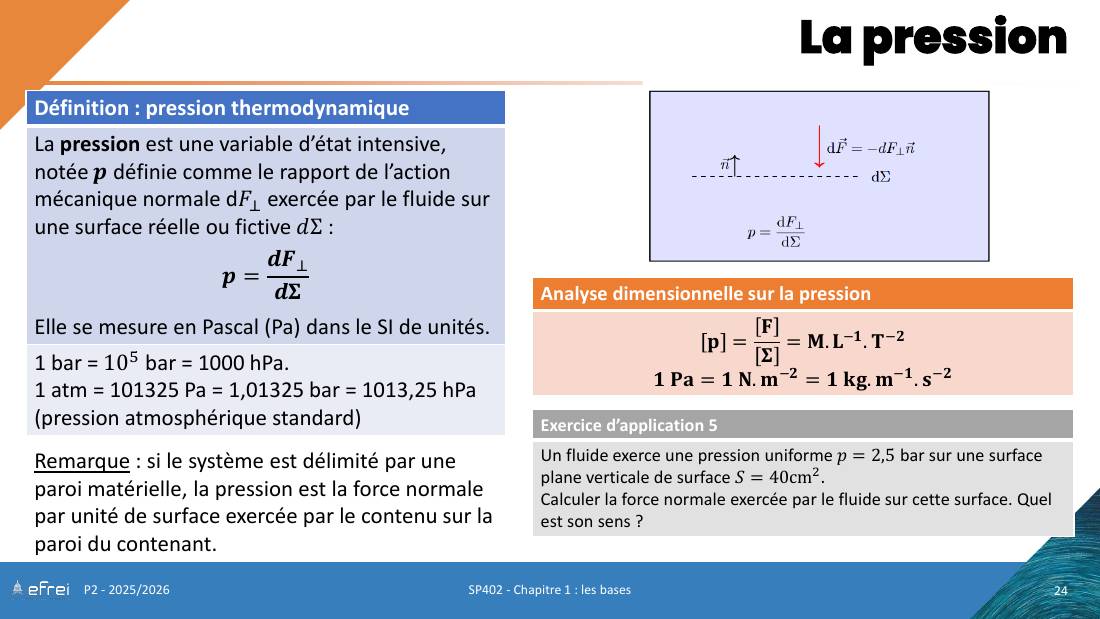 La pression
Définition : pression thermodynamique
La pression est une variable d’état intensive,
notée p définie comme le rapport de l’action
mécanique normale dF⊥ exercée par le fluide sur
une surface réelle ou fictive dΣ :
p = dF⊥ / dΣ
Elle se mesure en Pascal (Pa) dans le SI de unités.
1 bar = 10⁵ bar = 1000 hPa.
1 atm = 101325 Pa = 1,01325 bar = 1013,25 hPa
(pression atmosphérique standard)
Remarque : si le système est délimité par une
paroi matérielle, la pression est la force normale
par unité de surface exercée par le contenu sur la
paroi du contenant.
n⃗
dF⃗ = −dF⊥n⃗
dΣ
p = dF⊥ / dΣ
Analyse dimensionnelle sur la pression
[p] = [F] / [Σ] = M. L⁻¹. T⁻²
1 Pa = 1 N. m⁻² = 1 kg. m⁻¹. s⁻²
Exercice d’application 5
Un fluide exerce une pression uniforme p = 2,5 bar sur une surface
plane verticale de surface S = 40cm².
Calculer la force normale exercée par le fluide sur cette surface. Quel
est son sens ?
efrei P2 - 2025/2026
SP402 - Chapitre 1 : les bases
24